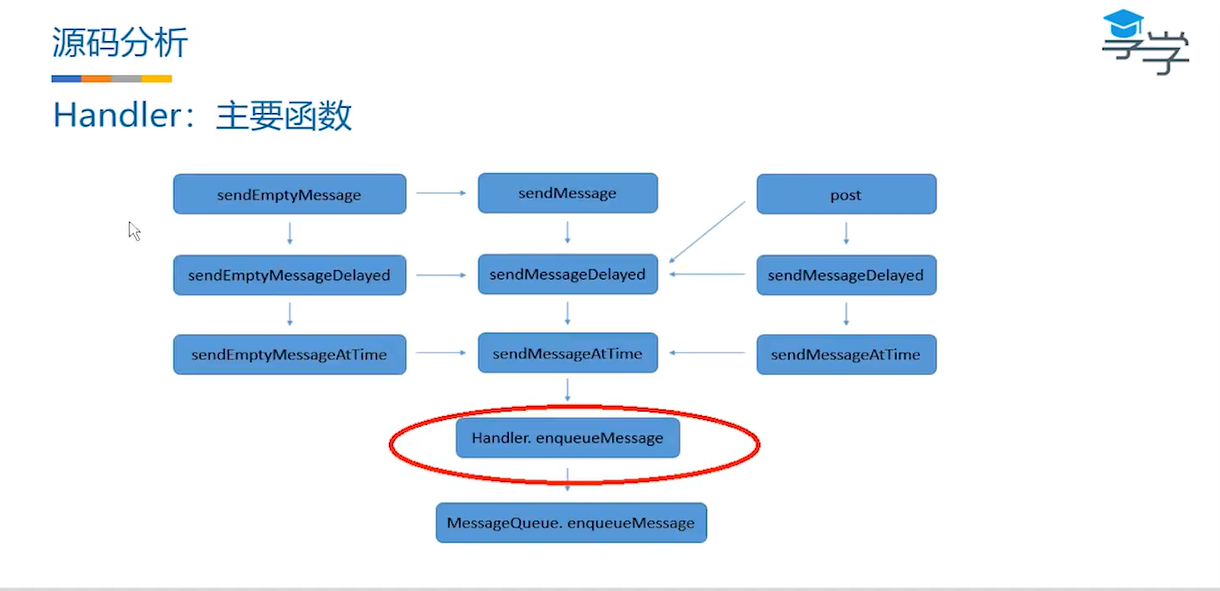 源码分析
享学
Handler：主要函数
sendEmptyMessage
sendMessage
post
sendEmptyMessageDelayed
sendMessageDelayed
sendMessageDelayed
sendEmptyMessageAtTime
sendMessageAtTime
sendMessageAtTime
Handler. enqueueMessage
MessageQueue. enqueueMessage